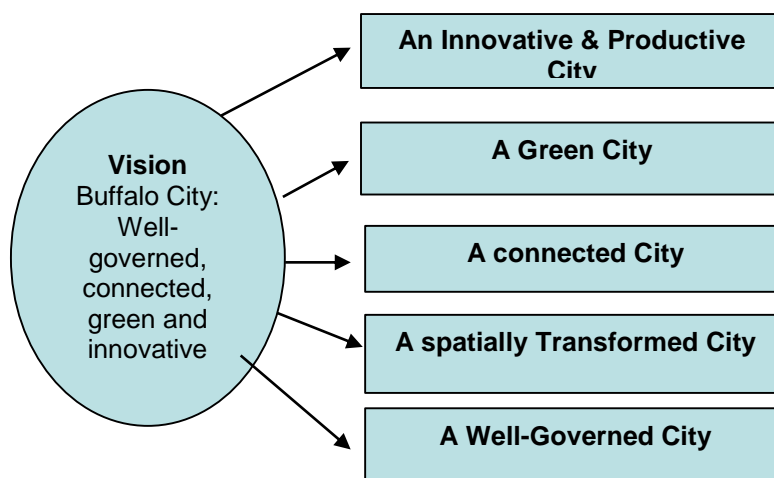 Vision
Buffalo City:
Well-
governed,
connected,
green and
innovative
An Innovative & Productive
City
A Green City
A connected City
A spatially Transformed City
A Well-Governed City